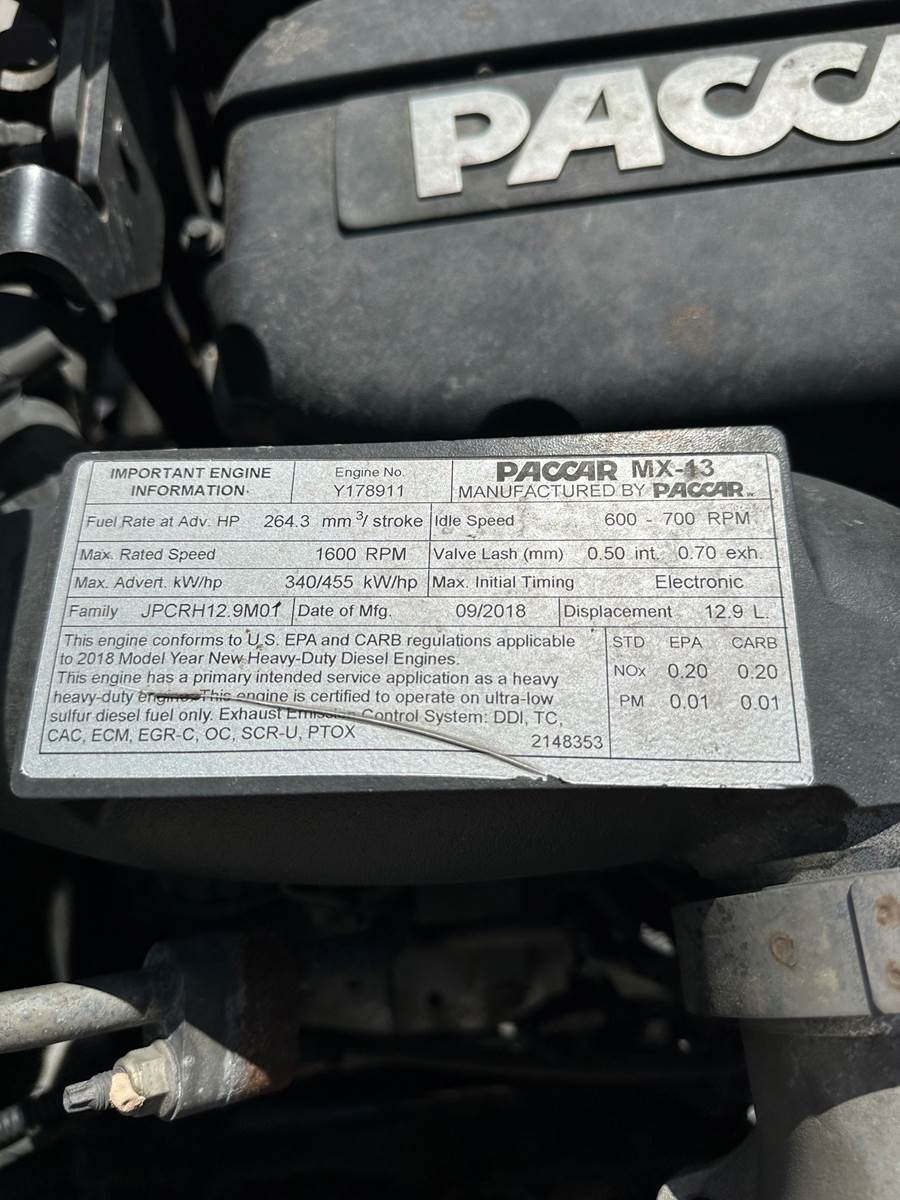 PACCA
IMPORTANT ENGINE INFORMATION
Engine No. Y178911
PACCAR MX-13
MANUFACTURED BY PACCAR INC.
Fuel Rate at Adv. HP 264.3 mm³/ stroke
Idle Speed 600 - 700 RPM
Max. Rated Speed 1600 RPM
Valve Lash (mm) 0.50 int. 0.70 exh.
Max. Advert. kW/hp 340/455 kW/hp
Max. Initial Timing Electronic
Family JPCRH12.9M01
Date of Mfg. 09/2018
Displacement 12.9 L.
This engine conforms to U.S. EPA and CARB regulations applicable
to 2018 Model Year New Heavy-Duty Diesel Engines.
This engine has a primary intended service application as a heavy
heavy-duty engine. This engine is certified to operate on ultra-low
sulfur diesel fuel only. Exhaust Emission Control System: DDI, TC,
CAC, ECM, EGR-C, OC, SCR-U, PTOX
2148353
STD EPA CARB
NOx 0.20 0.20
PM 0.01 0.01